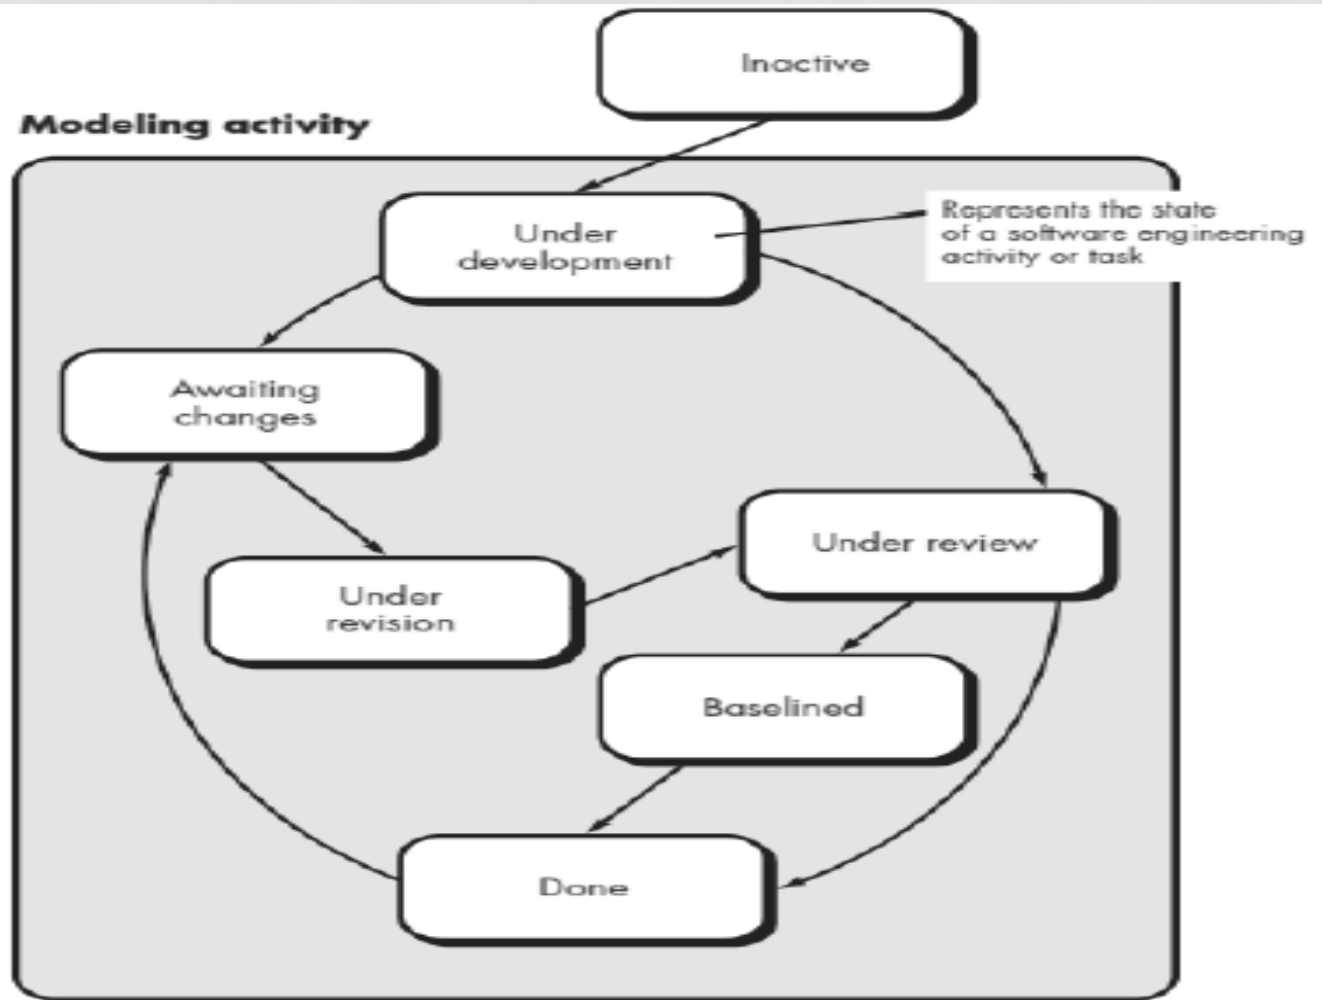 Inactive
Modeling activity
Represents the state
of a software engineering
activity or task
Under
development
Awaiting
changes
Under review
Under
revision
Baselined
Done